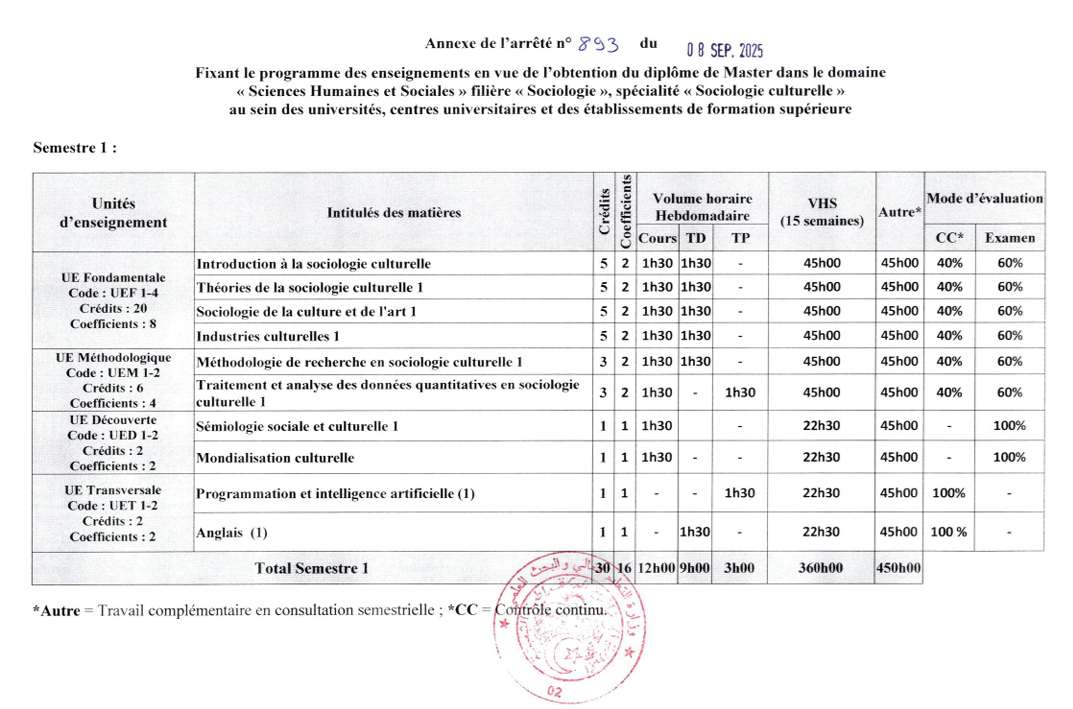 Annexe de l'arrêté n° 893 du 08 SEP. 2025
Fixant le programme des enseignements en vue de l'obtention du diplôme de Master dans le domaine
« Sciences Humaines et Sociales » filière « Sociologie », spécialité « Sociologie culturelle »
au sein des universités, centres universitaires et des établissements de formation supérieure
Semestre 1 :
Unités d'enseignement Intitulés des matières Crédits Coefficients Volume horaire Hebdomadaire VHS (15 semaines) Autre* Mode d'évaluation
Cours TD TP CC* Examen
UE Fondamentale
Code : UEF 1-4
Crédits : 20
Coefficients : 8
Introduction à la sociologie culturelle 5 2 1h30 1h30 - 45h00 45h00 40% 60%
Théories de la sociologie culturelle 1 5 2 1h30 1h30 - 45h00 45h00 40% 60%
Sociologie de la culture et de l'art 1 5 2 1h30 1h30 - 45h00 45h00 40% 60%
Industries culturelles 1 5 2 1h30 1h30 - 45h00 45h00 40% 60%
UE Méthodologique
Code : UEM 1-2
Crédits : 6
Coefficients : 4
Méthodologie de recherche en sociologie culturelle 1 3 2 1h30 1h30 - 45h00 45h00 40% 60%
Traitement et analyse des données quantitatives en sociologie
culturelle 1 3 2 1h30 - 1h30 45h00 45h00 40% 60%
UE Découverte
Code : UED 1-2
Crédits : 2
Coefficients : 2
Sémiologie sociale et culturelle 1 1 1 1h30 - 22h30 45h00 - 100%
Mondialisation culturelle 1 1 1h30 - - 22h30 45h00 - 100%
UE Transversale
Code : UET 1-2
Crédits : 2
Coefficients : 2
Programmation et intelligence artificielle (1) 1 1 - - 1h30 22h30 45h00 100% -
Anglais (1) 1 1 - 1h30 - 22h30 45h00 100 % -
Total Semestre 1 30 16 12h00 9h00 3h00 360h00 450h00
*Autre = Travail complémentaire en consultation semestrielle ; *CC = Contrôle continu.
وزارة التعليم العالي والبحث العلمي
02